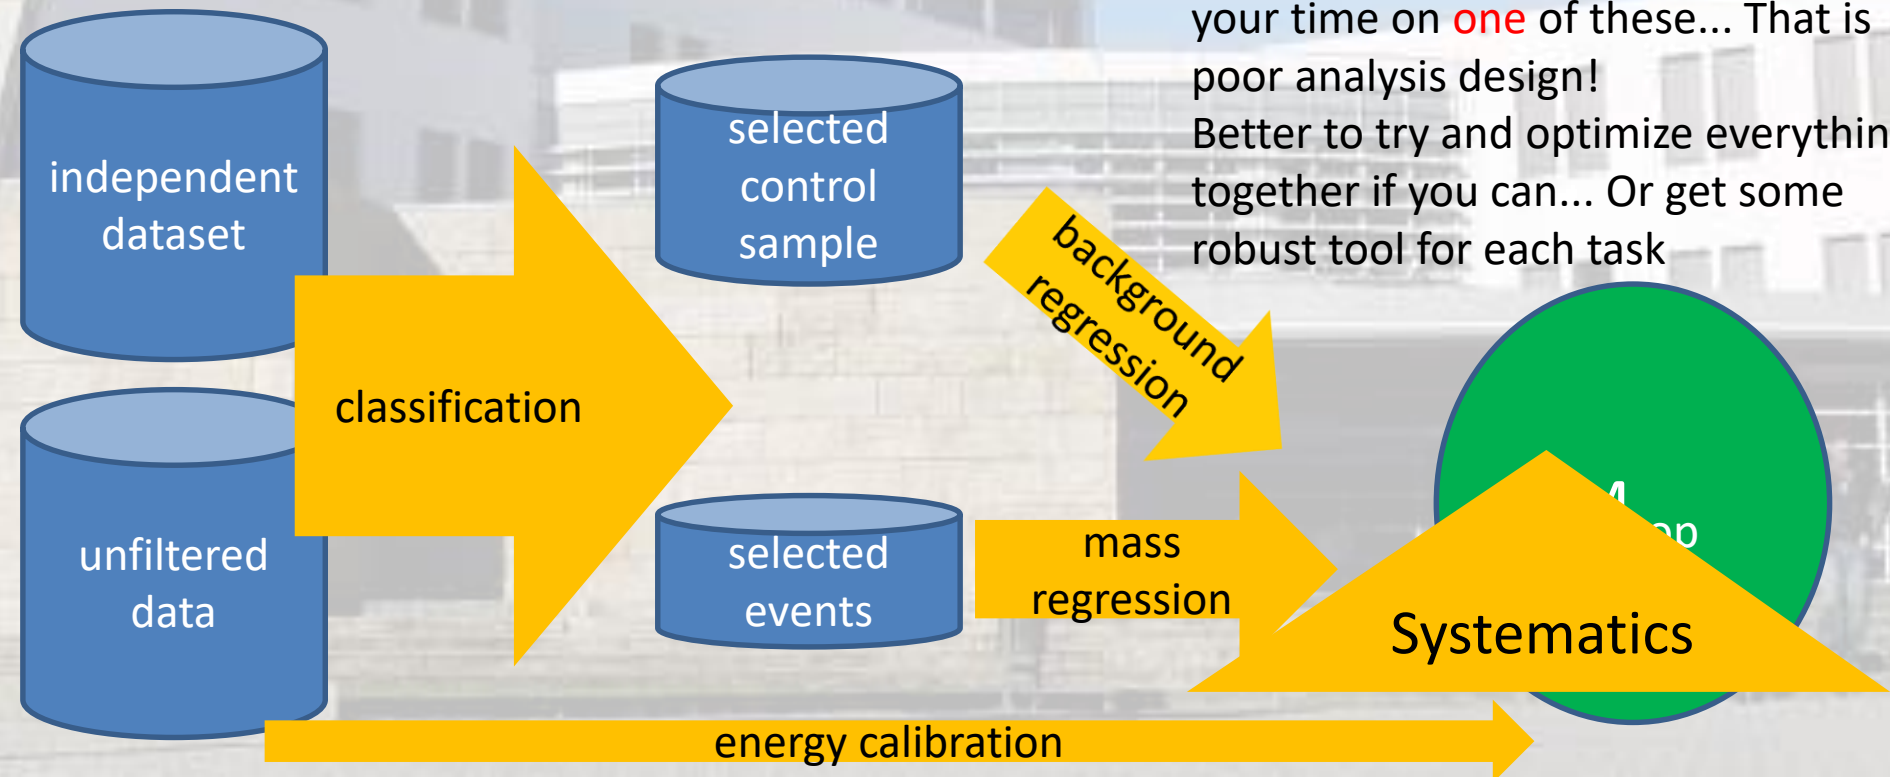 your time on one of these... That is
poor analysis design!
Better to try and optimize everythin
together if you can... Or get some
robust tool for each task
independent
dataset
selected
control
sample
background
regression
classification
unfiltered
data
selected
events
mass
regression
op
Systematics
energy calibration